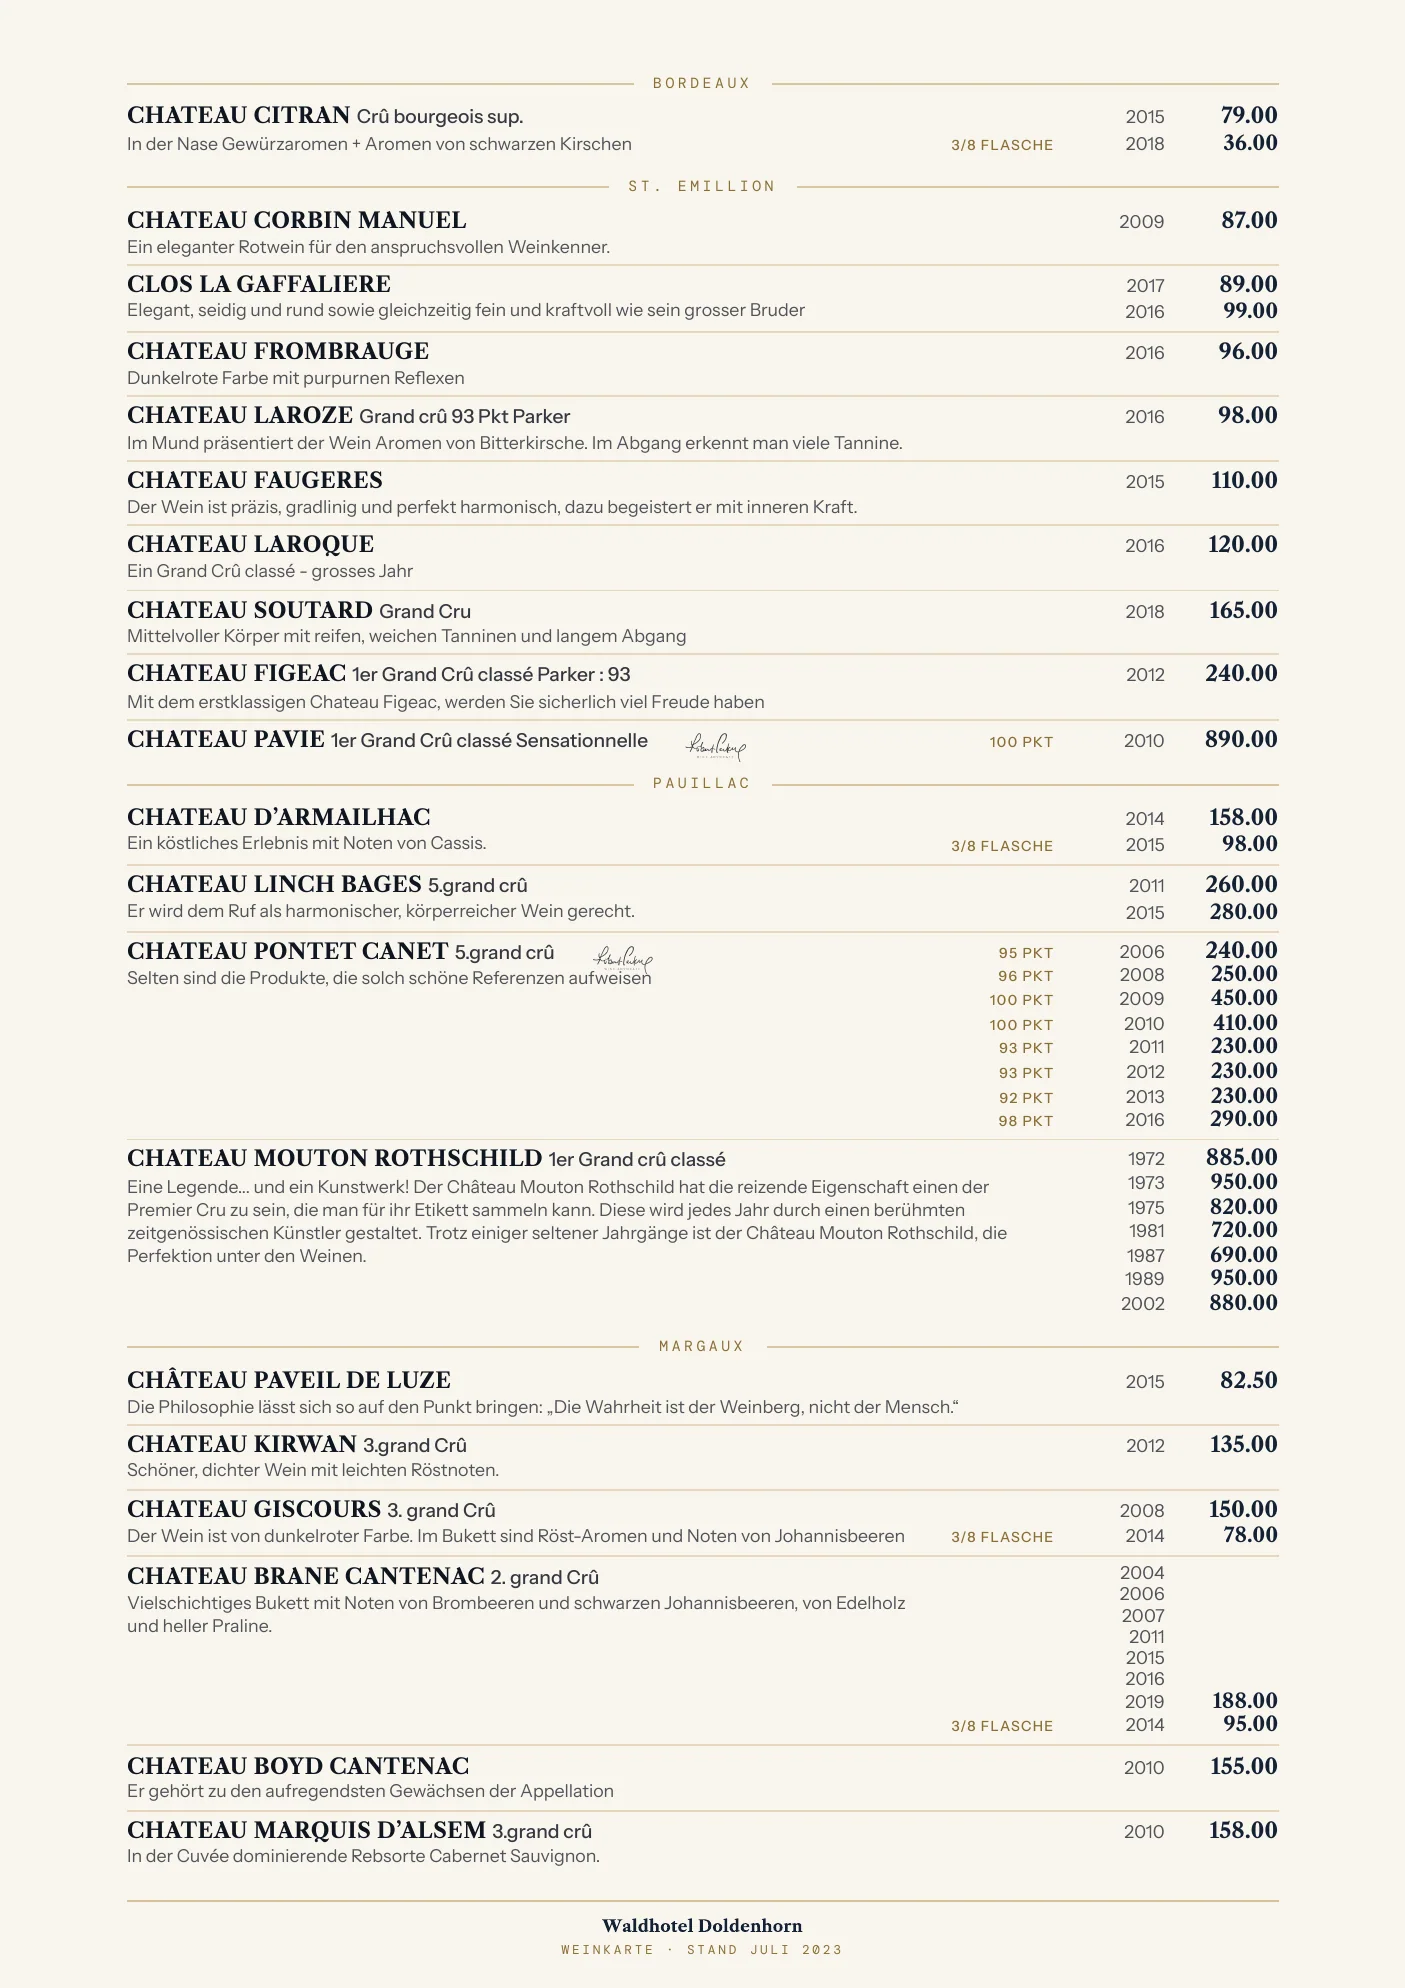 BORDEAUX
CHATEAU CITRAN Crû bourgeois sup. 2015 79.00
In der Nase Gewürzaromen + Aromen von schwarzen Kirschen 3/8 FLASCHE 2018 36.00
ST. EMILLION
CHATEAU CORBIN MANUEL 2009 87.00
Ein eleganter Rotwein für den anspruchsvollen Weinkenner.
CLOS LA GAFFALIERE 2017 89.00
Elegant, seidig und rund sowie gleichzeitig fein und kraftvoll wie sein grosser Bruder 2016 99.00
CHATEAU FROMBRAUGE 2016 96.00
Dunkelrote Farbe mit purpurnen Reflexen
CHATEAU LAROZE Grand crû 93 Pkt Parker 2016 98.00
Im Mund präsentiert der Wein Aromen von Bitterkirsche. Im Abgang erkennt man viele Tannine.
CHATEAU FAUGERES 2015 110.00
Der Wein ist präzis, gradlinig und perfekt harmonisch, dazu begeistert er mit inneren Kraft.
CHATEAU LAROQUE 2016 120.00
Ein Grand Crû classé - grosses Jahr
CHATEAU SOUTARD Grand Cru 2018 165.00
Mittelvoller Körper mit reifen, weichen Tanninen und langem Abgang
CHATEAU FIGEAC 1er Grand Crû classé Parker : 93 2012 240.00
Mit dem erstklassigen Chateau Figeac, werden Sie sicherlich viel Freude haben
CHATEAU PAVIE 1er Grand Crû classé Sensationnelle Robert Parker 100 PKT 2010 890.00
PAUILLAC
CHATEAU D’ARMAILHAC 2014 158.00
Ein köstliches Erlebnis mit Noten von Cassis. 3/8 FLASCHE 2015 98.00
CHATEAU LINCH BAGES 5.grand crû 2011 260.00
Er wird dem Ruf als harmonischer, körperreicher Wein gerecht. 2015 280.00
CHATEAU PONTET CANET 5.grand crû Robert Parker 95 PKT 2006 240.00
Selten sind die Produkte, die solch schöne Referenzen aufweisen 96 PKT 2008 250.00
100 PKT 2009 450.00
100 PKT 2010 410.00
93 PKT 2011 230.00
93 PKT 2012 230.00
92 PKT 2013 230.00
98 PKT 2016 290.00
CHATEAU MOUTON ROTHSCHILD 1er Grand crû classé 1972 885.00
Eine Legende... und ein Kunstwerk! Der Château Mouton Rothschild hat die reizende Eigenschaft einen der 1973 950.00
Premier Cru zu sein, die man für ihr Etikett sammeln kann. Diese wird jedes Jahr durch einen berühmten 1975 820.00
zeitgenössischen Künstler gestaltet. Trotz einiger seltener Jahrgänge ist der Château Mouton Rothschild, die 1981 720.00
Perfektion unter den Weinen. 1987 690.00
1989 950.00
2002 880.00
MARGAUX
CHÂTEAU PAVEIL DE LUZE 2015 82.50
Die Philosophie lässt sich so auf den Punkt bringen: „Die Wahrheit ist der Weinberg, nicht der Mensch.“
CHATEAU KIRWAN 3.grand Crû 2012 135.00
Schöner, dichter Wein mit leichten Röstnoten.
CHATEAU GISCOURS 3. grand Crû 2008 150.00
Der Wein ist von dunkelroter Farbe. Im Bukett sind Röst-Aromen und Noten von Johannisbeeren 3/8 FLASCHE 2014 78.00
CHATEAU BRANE CANTENAC 2. grand Crû 2004
Vielschichtiges Bukett mit Noten von Brombeeren und schwarzen Johannisbeeren, von Edelholz 2006
und heller Praline. 2007
2011
2015
2016
2019 188.00
3/8 FLASCHE 2014 95.00
CHATEAU BOYD CANTENAC 2010 155.00
Er gehört zu den aufregendsten Gewächsen der Appellation
CHATEAU MARQUIS D’ALSEM 3.grand crû 2010 158.00
In der Cuvée dominierende Rebsorte Cabernet Sauvignon.
Waldhotel Doldenhorn
WEINKARTE · STAND JULI 2023